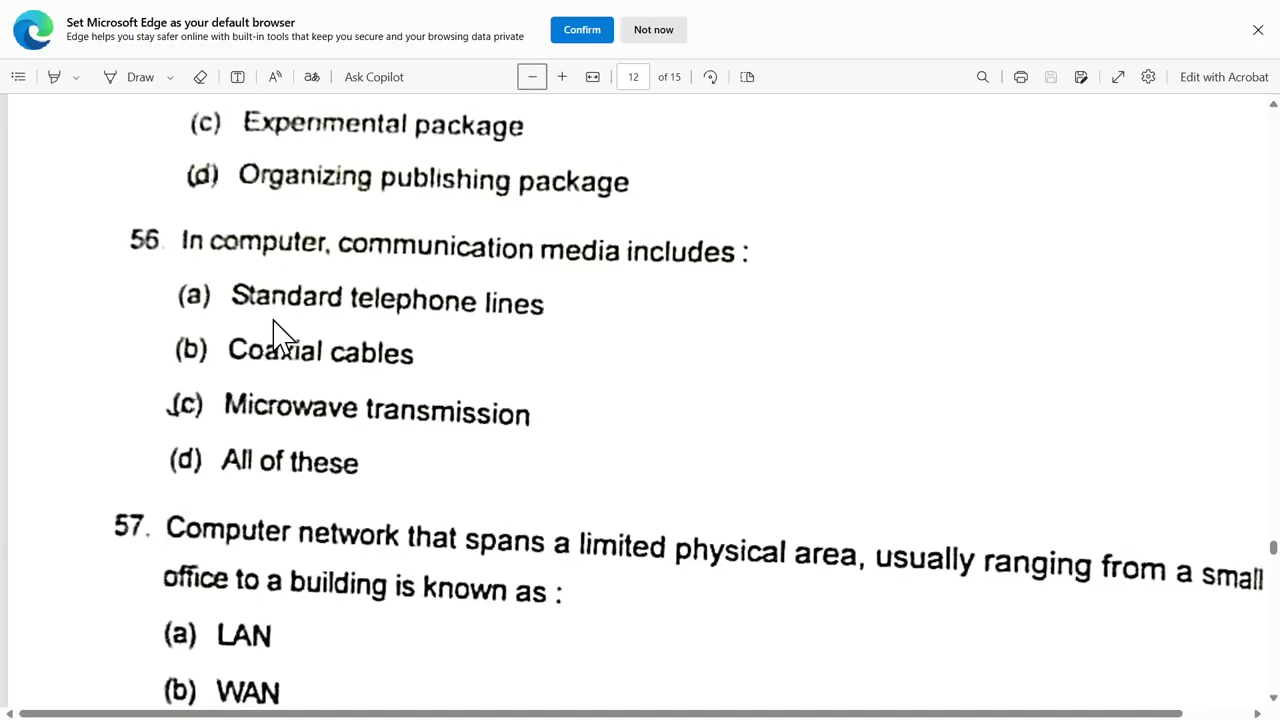 Set Microsoft Edge as your default browser
Edge helps you stay safer online with built-in tools that keep you secure and your browsing data private
Confirm
Not now
Draw
Ask Copilot
12
of 15
Edit with Acrobat
(c) Experimental package
(d) Organizing publishing package
56. In computer, communication media includes :
(a) Standard telephone lines
(b) Coaxial cables
(c) Microwave transmission
(d) All of these
57. Computer network that spans a limited physical area, usually ranging from a small
office to a building is known as :
(a) LAN
(b) WAN